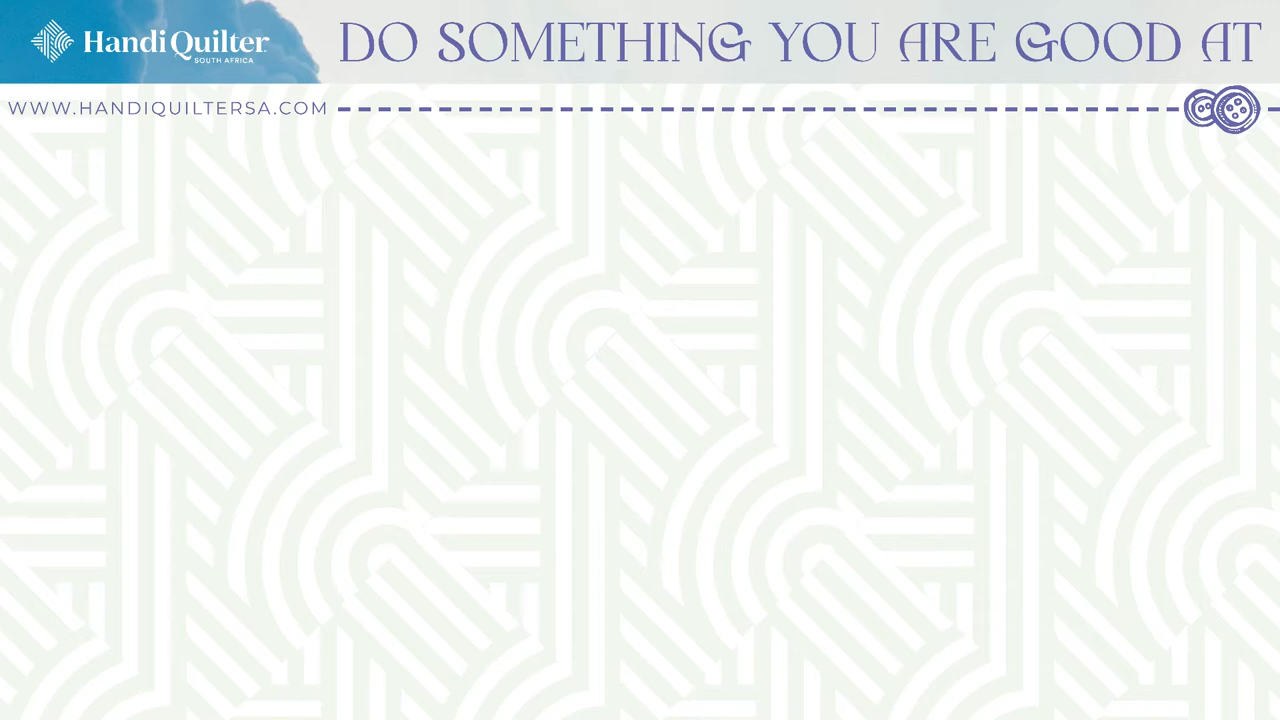 Handi Quilter
SOUTH AFRICA
DO SOMETHING YOU ARE GOOD AT
WWW.HANDIQUILTERSA.COM